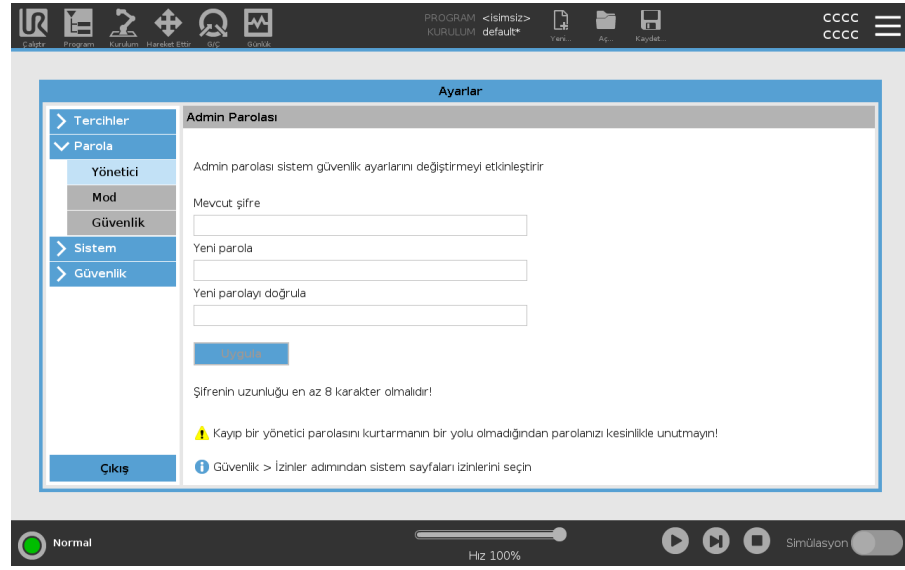 UR
PROGRAM <isimsiz>
KURULUM default*
Çalıştır Program Kurulum Hareket Ettir G/Ç Günlük Yeni... Aç... Kaydet...
CCCC
CCCC
Ayarlar
Tercihler
Parola
Yönetici
Mod
Güvenlik
Sistem
Güvenlik
Çıkış
Admin Parolası
Admin parolası sistem güvenlik ayarlarını değiştirmeyi etkinleştirir
Mevcut şifre
Yeni parola
Yeni parolayı doğrula
Uygula
Şifrenin uzunluğu en az 8 karakter olmalıdır!
Kayıp bir yönetici parolasını kurtarmanın bir yolu olmadığından parolanızı kesinlikle unutmayın!
Güvenlik > İzinler adımından sistem sayfaları izinlerini seçin
Normal
Hız 100%
Simülasyon